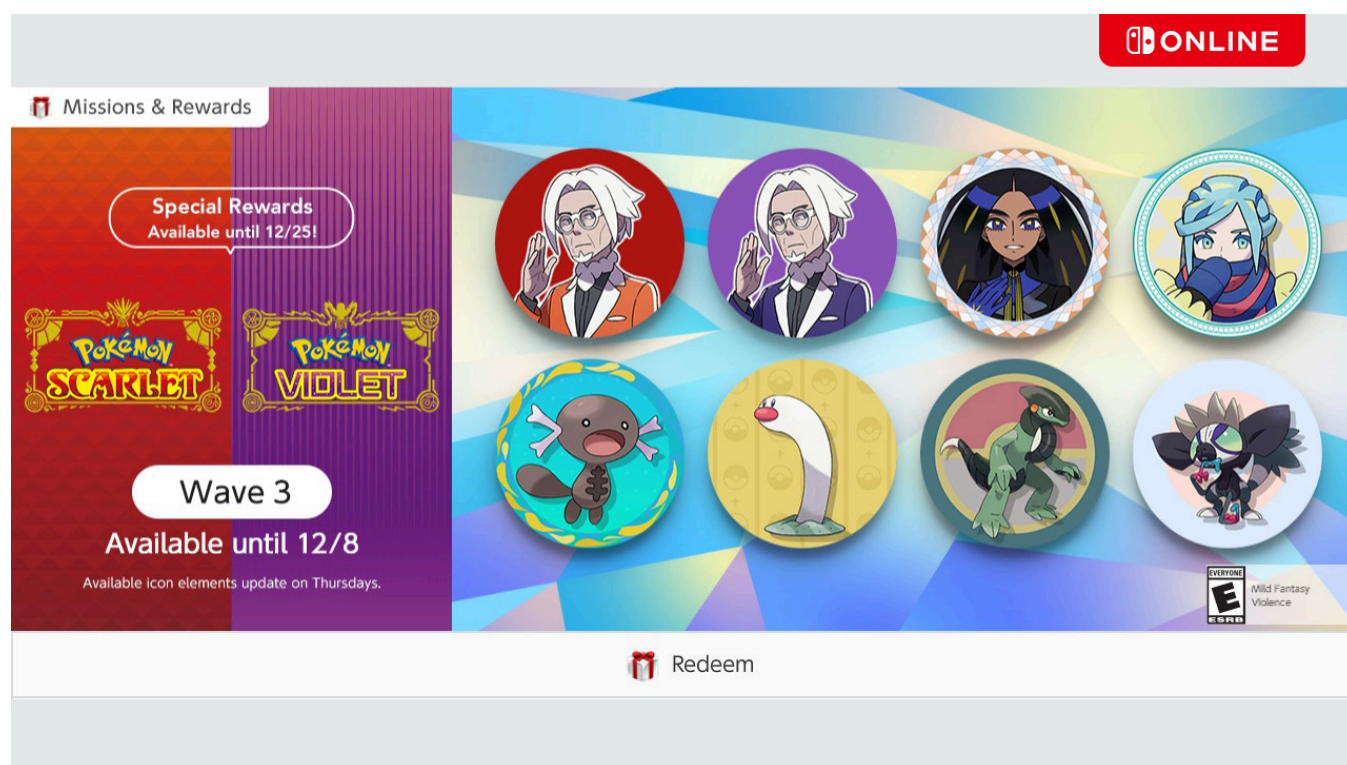 ONLINE
Missions & Rewards
Special Rewards
Available until 12/25!
POKéMON
SCARLET
POKéMON
VIOLET
Wave 3
Available until 12/8
Available icon elements update on Thursdays.
EVERYONE
E
ESRB
Mild Fantasy
Violence
Redeem